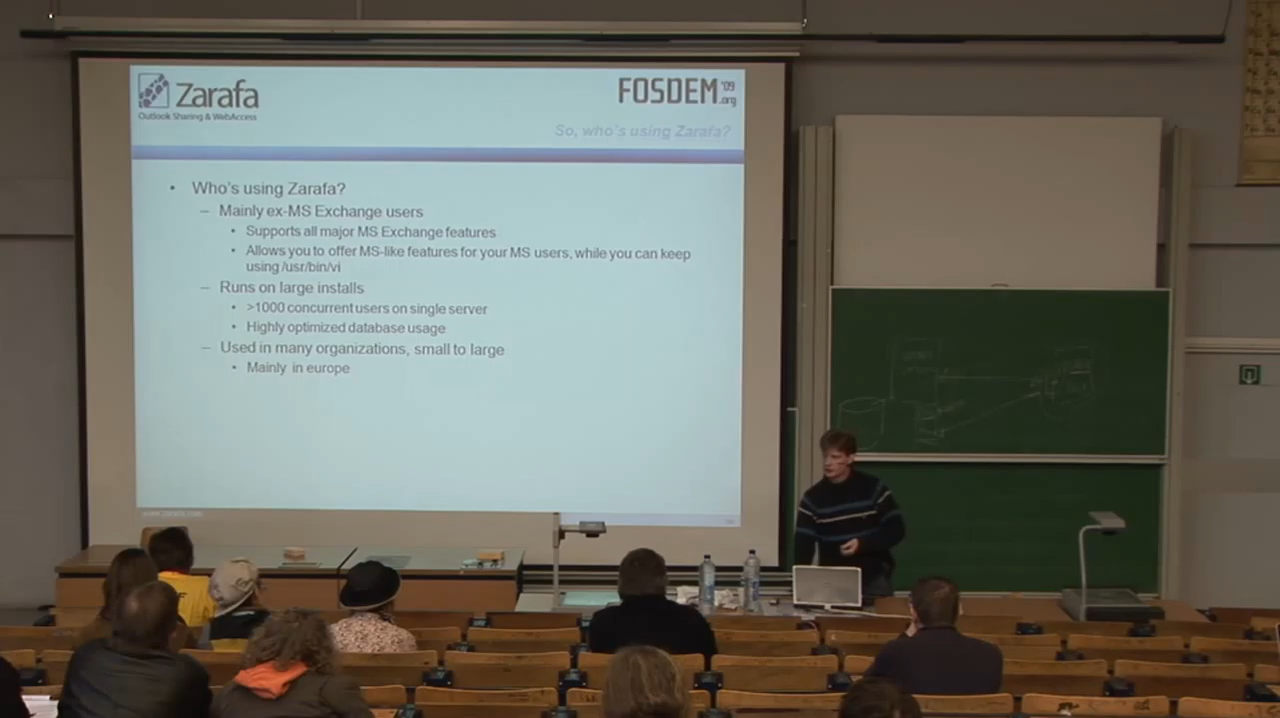 Zarafa
Outlook Sharing & WebAccess
FOSDEM '09
.org
So, who's using Zarafa?
• Who's using Zarafa?
– Mainly ex-MS Exchange users
• Supports all major MS Exchange features
• Allows you to offer MS-like features for your MS users, while you can keep
using /usr/bin/vi
– Runs on large installs
• >1000 concurrent users on single server
• Highly optimized database usage
– Used in many organizations, small to large
• Mainly in europe